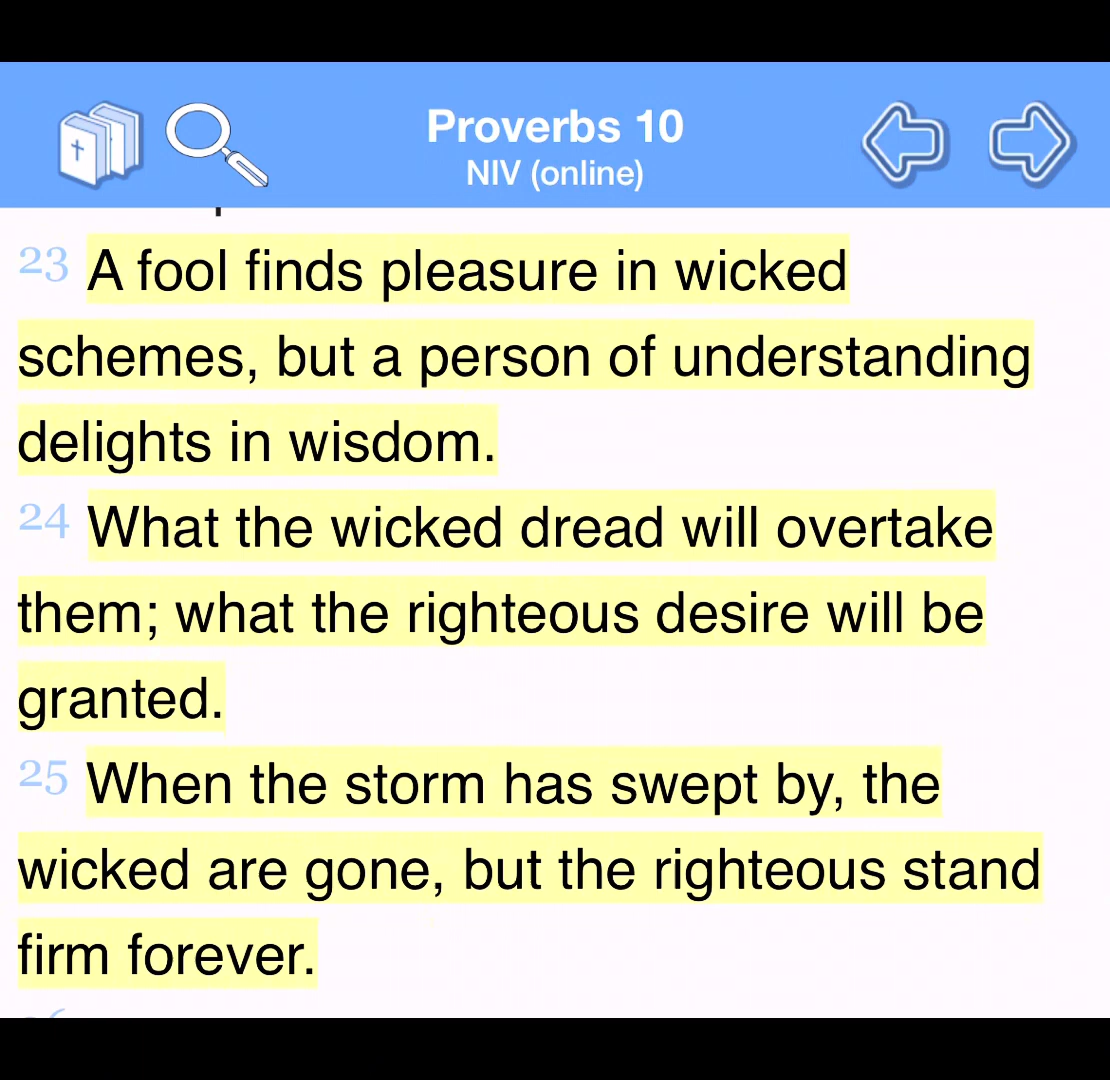 Proverbs 10
NIV (online)
23 A fool finds pleasure in wicked
schemes, but a person of understanding
delights in wisdom.
24 What the wicked dread will overtake
them; what the righteous desire will be
granted.
25 When the storm has swept by, the
wicked are gone, but the righteous stand
firm forever.